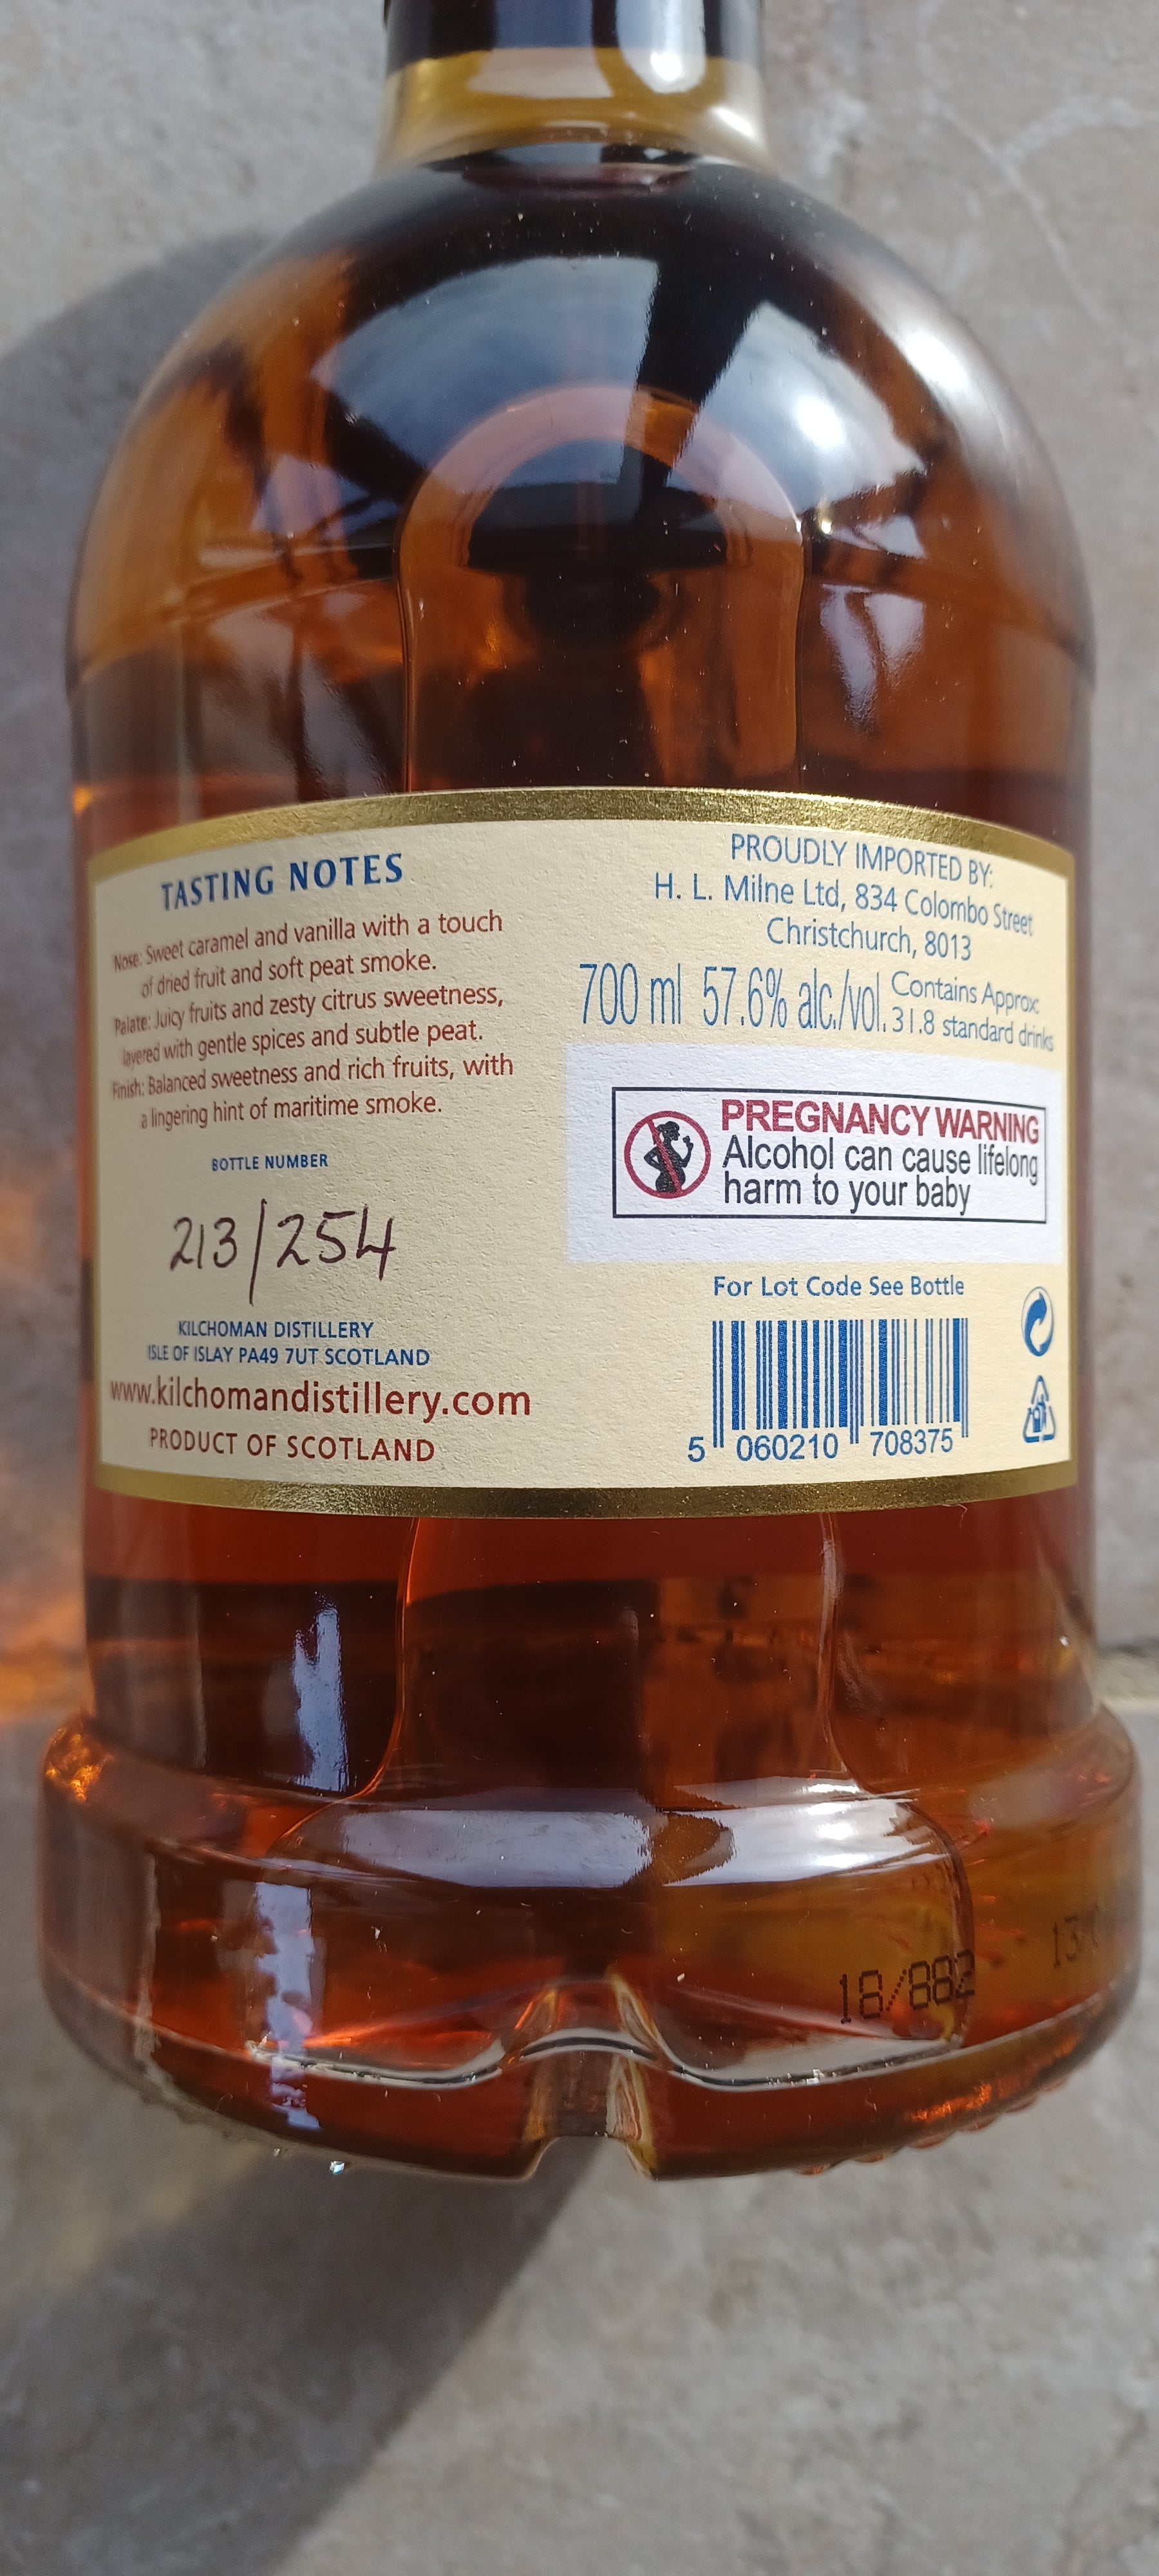 TASTING NOTES
Nose: Sweet caramel and vanilla with a touch
of dried fruit and soft peat smoke.
Palate: Juicy fruits and zesty citrus sweetness,
layered with gentle spices and subtle peat.
Finish: Balanced sweetness and rich fruits, with
a lingering hint of maritime smoke.
BOTTLE NUMBER
213/254
KILCHOMAN DISTILLERY
ISLE OF ISLAY PA49 7UT SCOTLAND
www.kilchomandistillery.com
PRODUCT OF SCOTLAND
PROUDLY IMPORTED BY:
H. L. Milne Ltd, 834 Colombo Street
Christchurch, 8013
700 ml 57.6% alc./vol. Contains Approx:
31.8 standard drinks
PREGNANCY WARNING
Alcohol can cause lifelong
harm to your baby
For Lot Code See Bottle
5 060210 708375
18/882